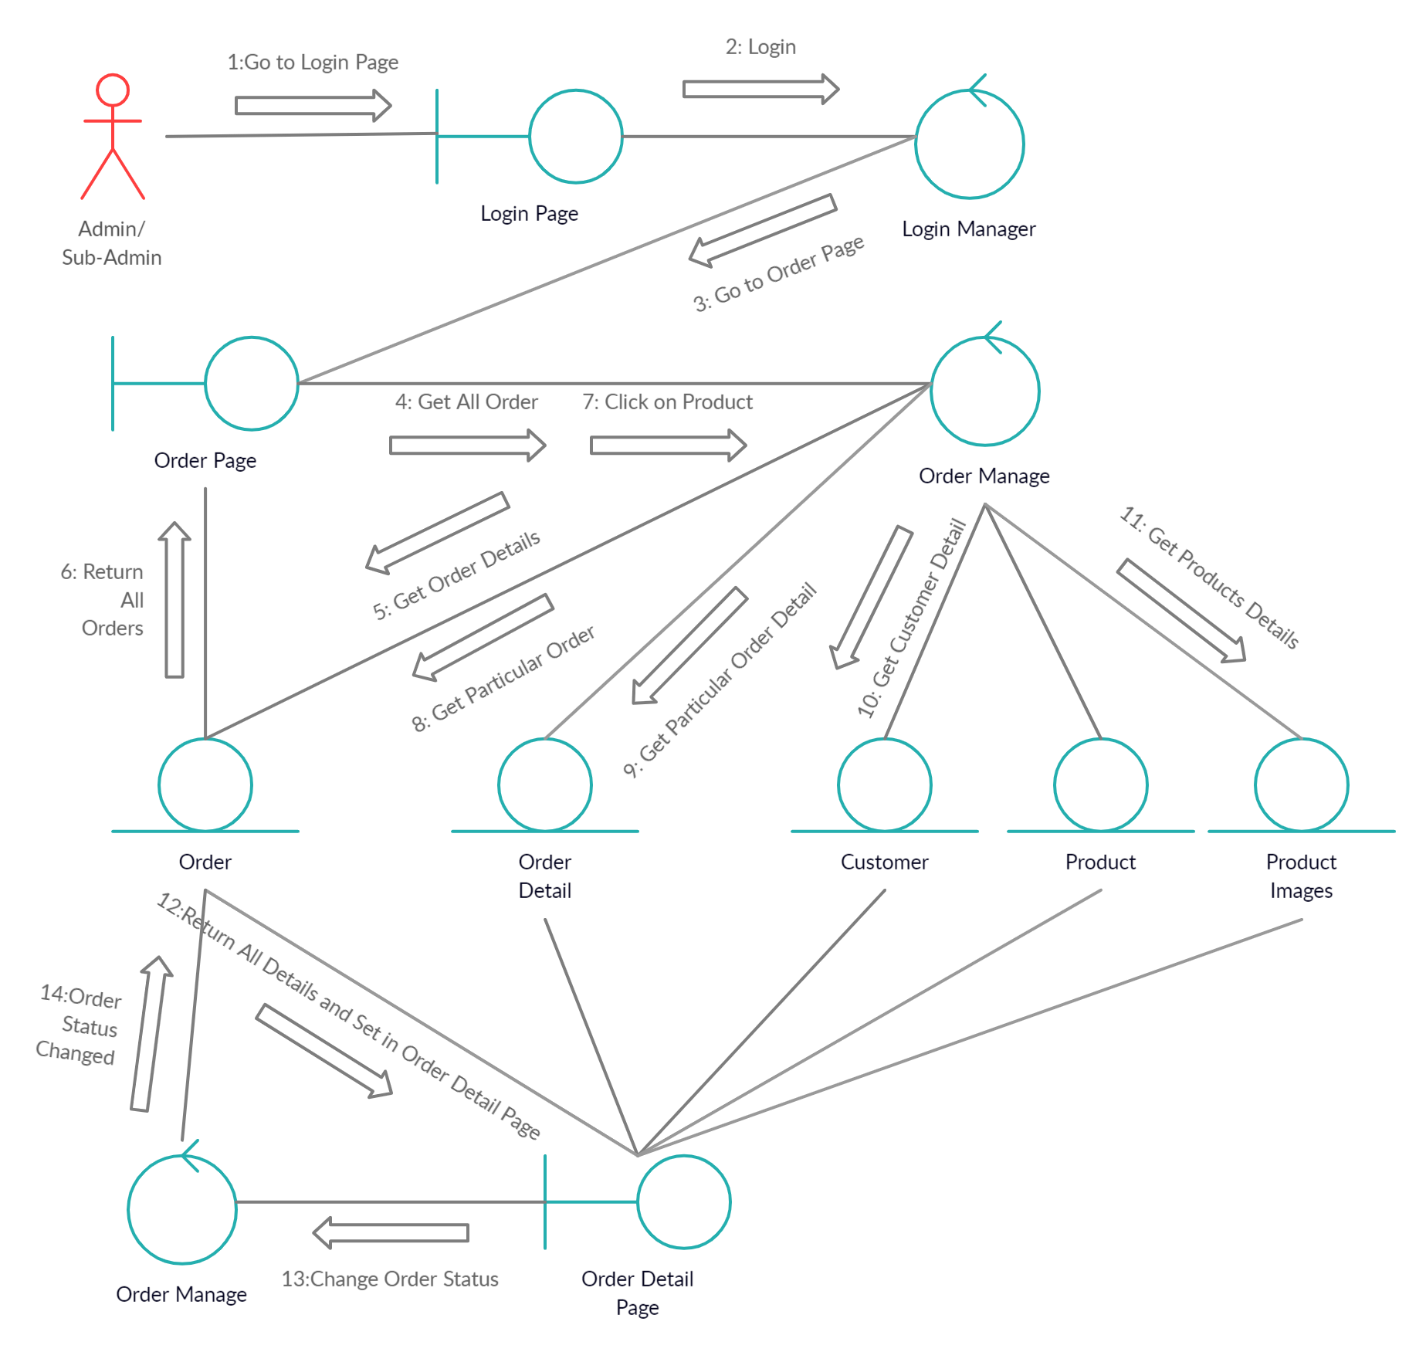 1:Go to Login Page
2: Login
Admin/
Sub-Admin
Login Page
Login Manager
3: Go to Order Page
4: Get All Order
7: Click on Product
Order Page
Order Manage
5: Get Order Details
6: Return
All
Orders
8: Get Particular Order
9: Get Particular Order Detail
10: Get Customer Detail
11: Get Products Details
Order
Order
Detail
Customer
Product
Product
Images
12:Return All Details and Set in Order Detail Page
14:Order
Status
Changed
Order Manage
13:Change Order Status
Order Detail
Page